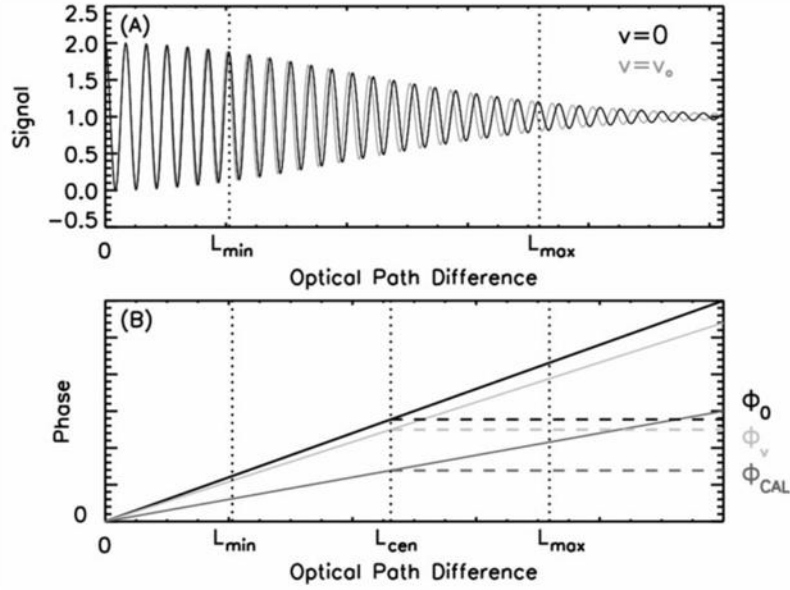 (A)
2.5
2.0
1.5
1.0
0.5
0.0
-0.5
Signal
v=0
v=v₀
0
L_min
L_max
Optical Path Difference
(B)
Phase
0
Φ_0
Φ_v
Φ_CAL
0
L_min
L_cen
L_max
Optical Path Difference